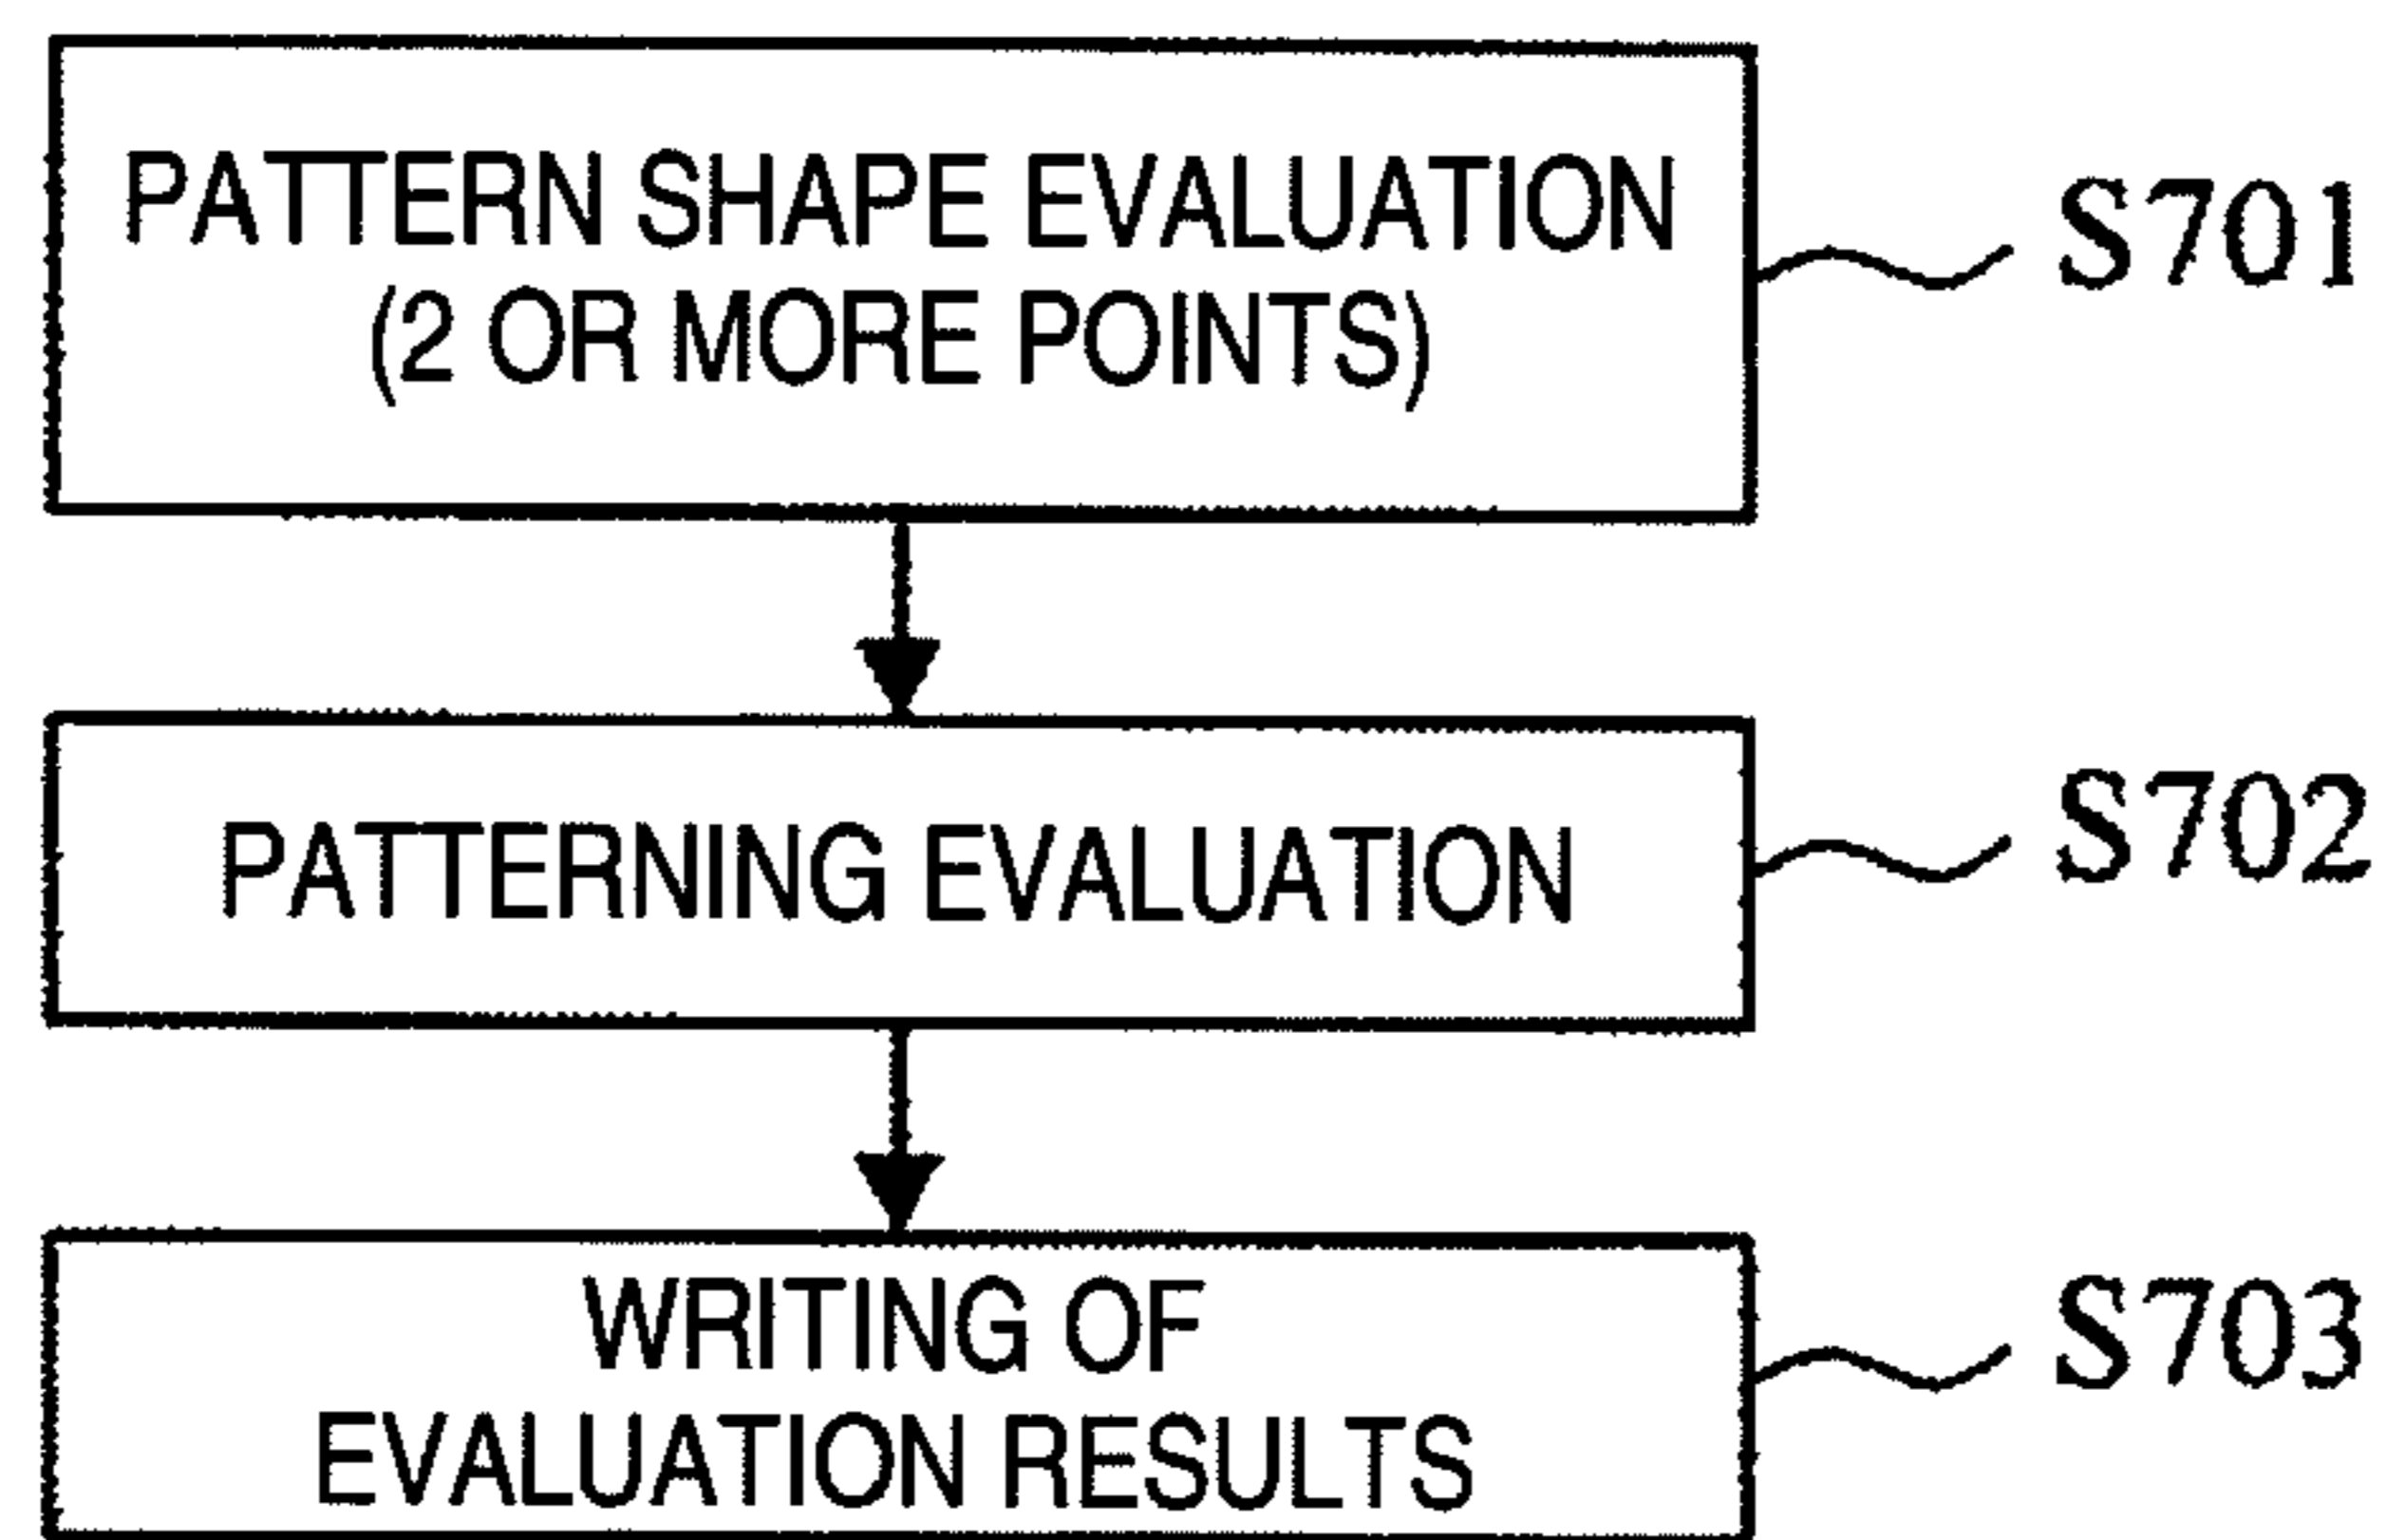 PATTERN SHAPE EVALUATION
(2 OR MORE POINTS)
S701
PATTERNING EVALUATION
S702
WRITING OF
EVALUATION RESULTS
S703